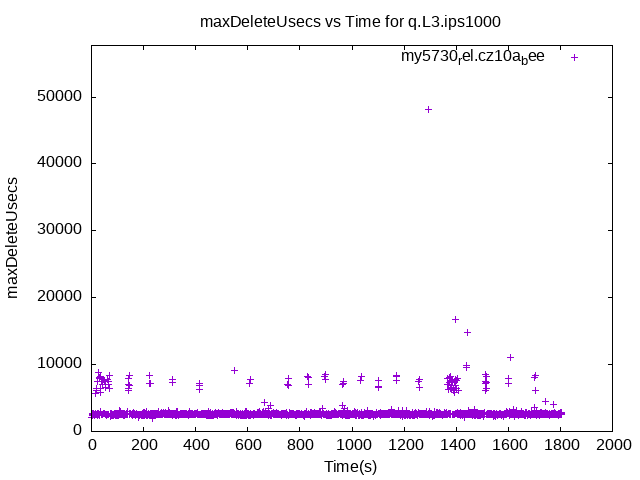 maxDeleteUsecs vs Time for q.L3.ips1000
my5730rel.cz10abee
50000
40000
30000
20000
10000
0
maxDeleteUsecs
0 200 400 600 800 1000 1200 1400 1600 1800 2000
Time(s)